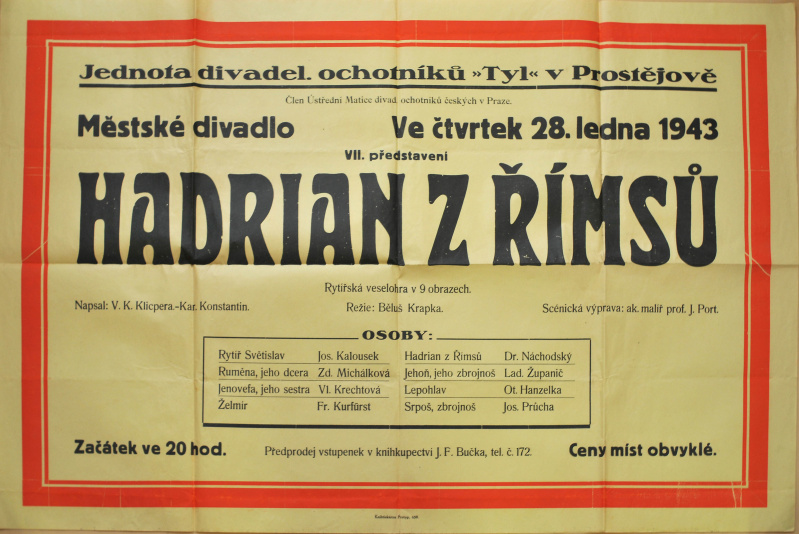 Jednota divadel. ochotníků »Tyl« v Prostějově
Člen Ústřední Matice divad. ochotníků českých v Praze.
Městské divadlo Ve čtvrtek 28. ledna 1943
VII. představení
HADRIAN Z ŘÍMSŮ
Rytířská veselohra v 9 obrazech.
Napsal: V. K. Klicpera.-Kar. Konstantin. Režie: Běluš Krapka. Scénická výprava: ak. malíř prof. J. Port.
OSOBY:
Rytíř Světislav Jos. Kalousek Hadrian z Římsů Dr. Náchodský
Ruměna, jeho dcera Zd. Michálková Jehoň, jeho zbrojnoš Lad. Županič
Jenovefa, jeho sestra Vl. Krechtová Lepohlav Ot. Hanzelka
Želmír Fr. Kurfürst Srpoš, zbrojnoš Jos. Průcha
Začátek ve 20 hod. Předprodej vstupenek v knihkupectví J. F. Bučka, tel. č. 172. Ceny míst obvyklé.